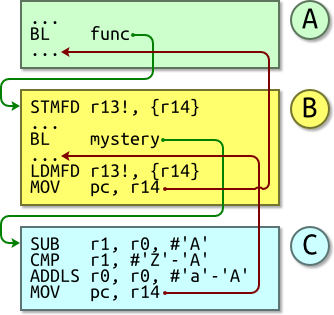 ...
BL func
...
A
STMFD r13!, {r14}
...
BL mystery
...
LDMFD r13!, {r14}
MOV pc, r14
B
SUB r1, r0, #'A'
CMP r1, #'Z'-'A'
ADDLS r0, r0, #'a'-'A'
MOV pc, r14
C